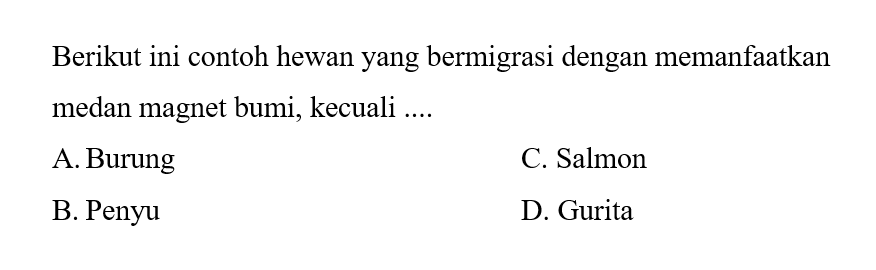 Berikut ini contoh hewan yang bermigrasi dengan memanfaatkan
medan magnet bumi, kecuali ....
A. Burung
B. Penyu
C. Salmon
D. Gurita